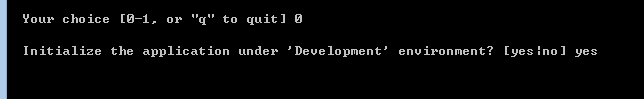 Your choice [0-1, or "q" to quit] 0
Initialize the application under 'Development' environment? [yes|no] yes